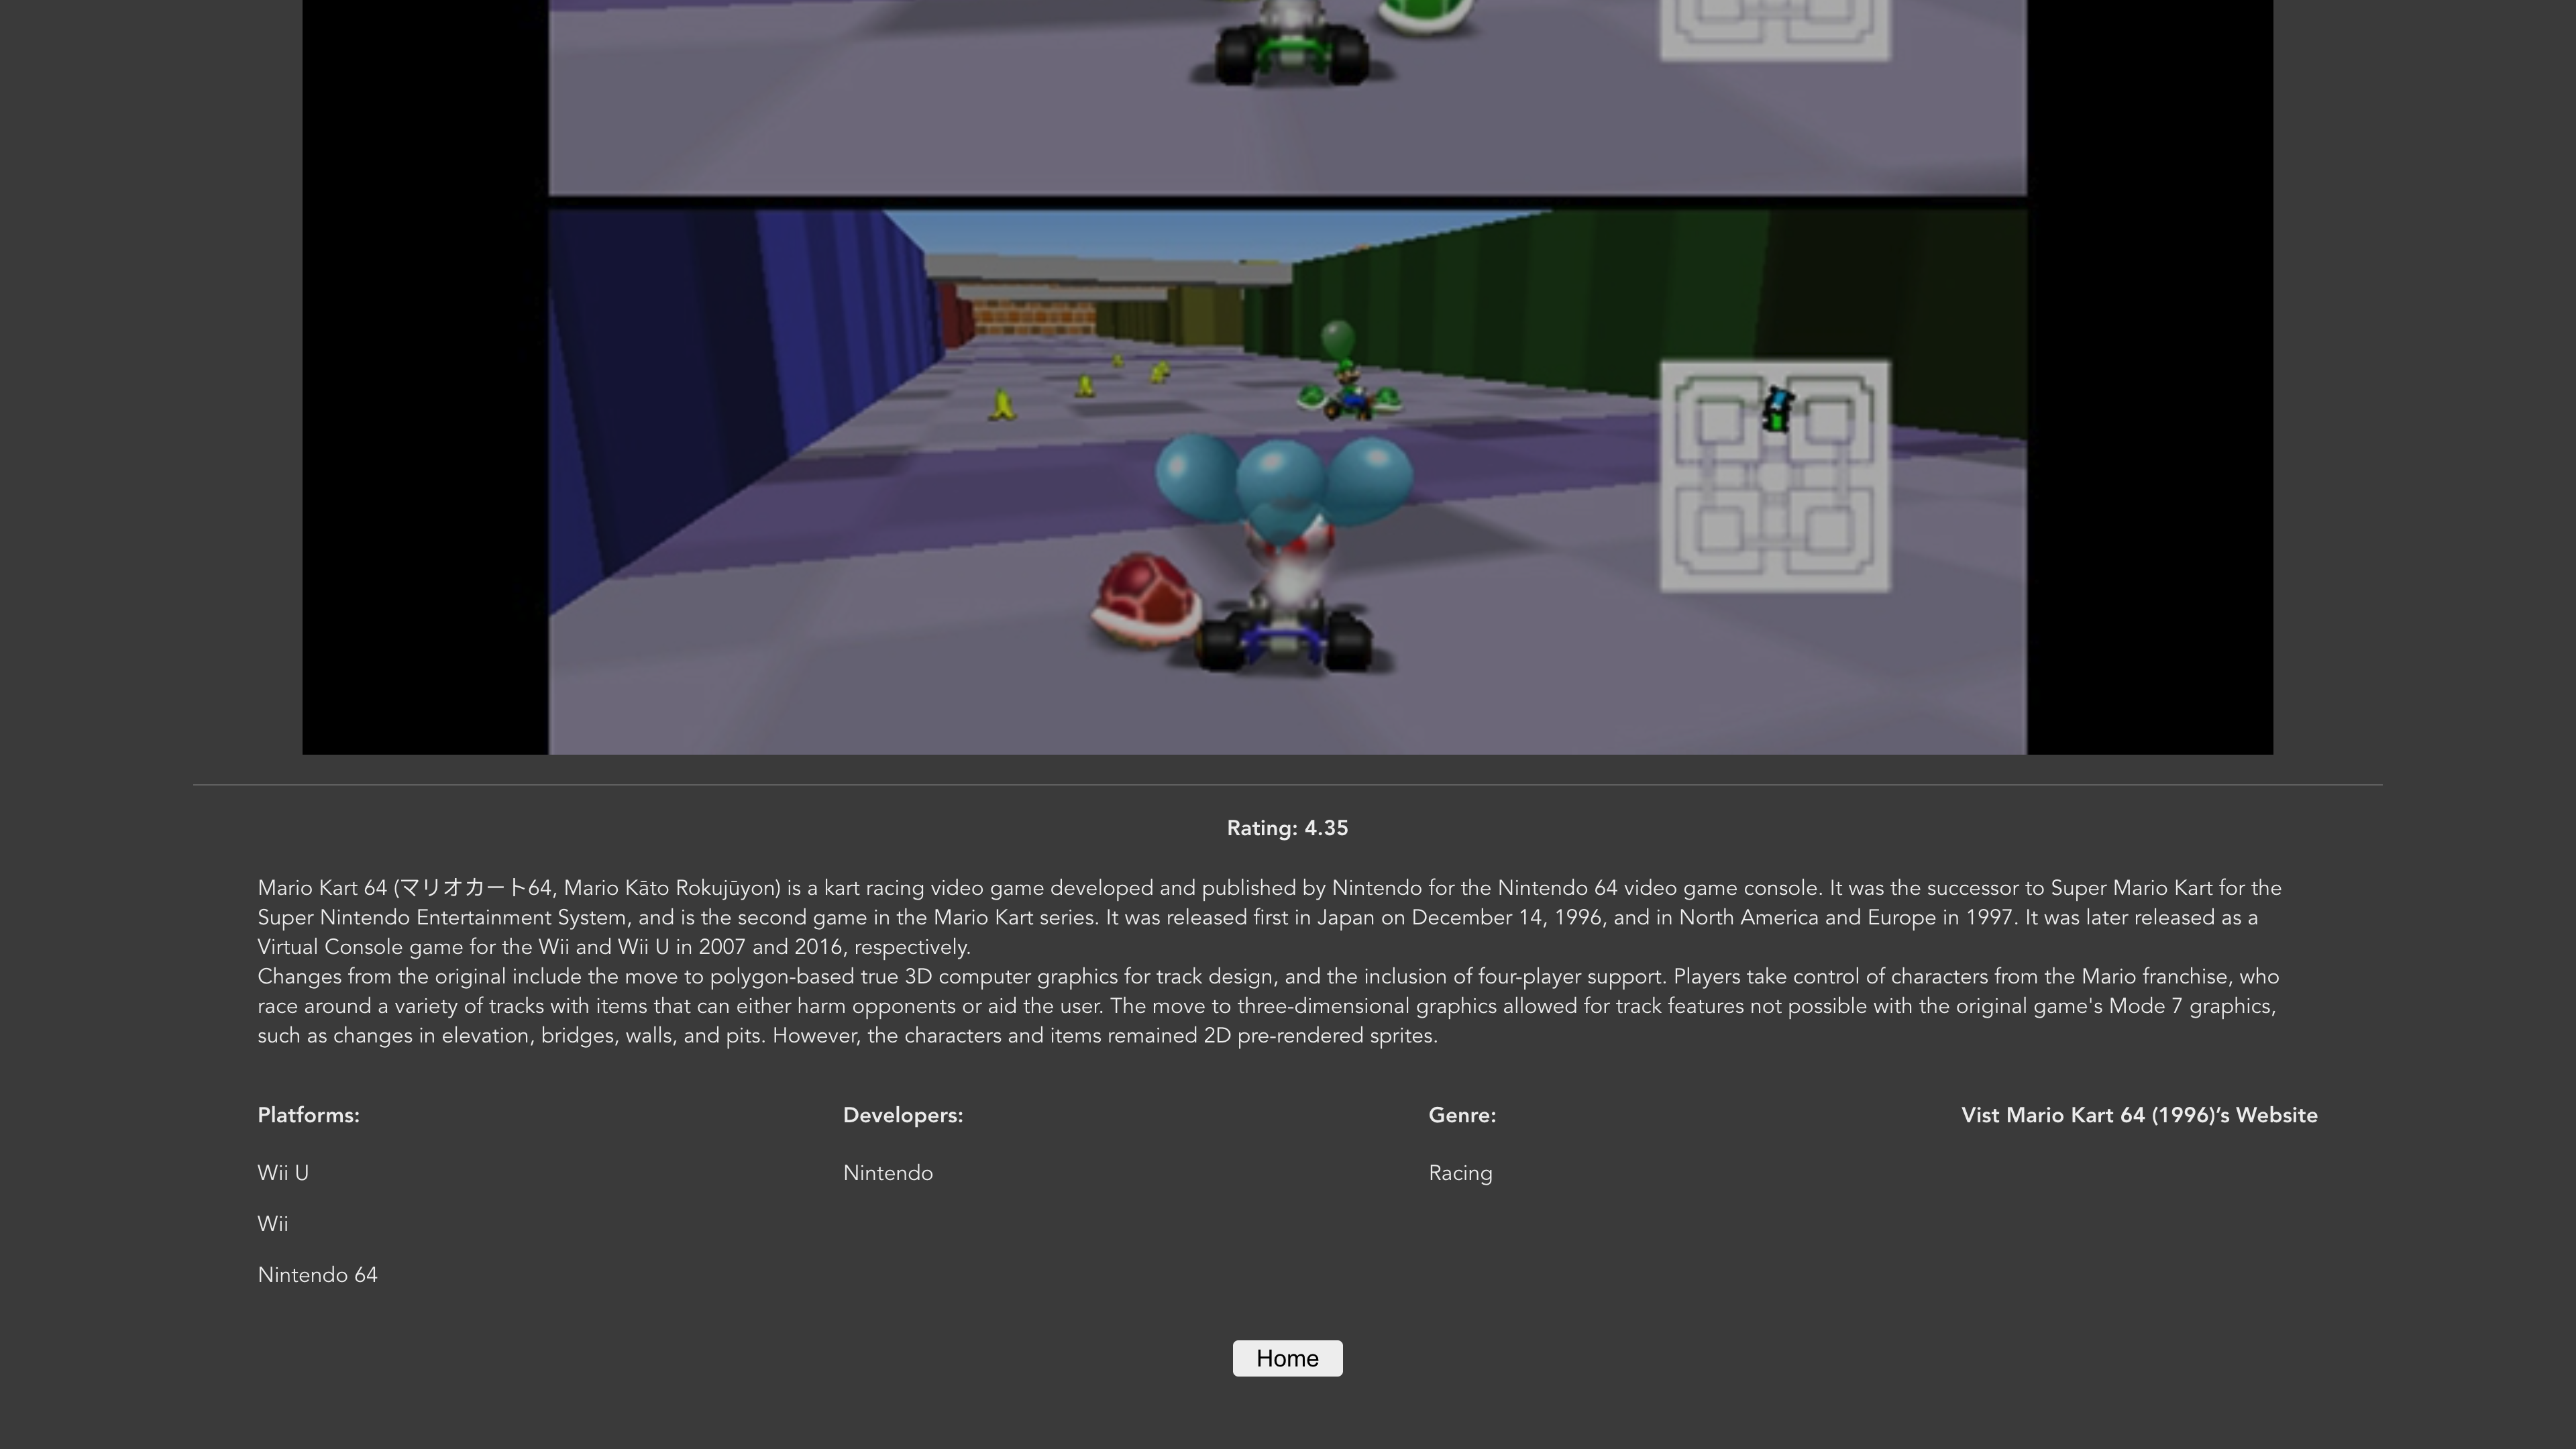 Rating: 4.35
Mario Kart 64 (マリオカート64, Mario Kāto Rokujūyon) is a kart racing video game developed and published by Nintendo for the Nintendo 64 video game console. It was the successor to Super Mario Kart for the
Super Nintendo Entertainment System, and is the second game in the Mario Kart series. It was released first in Japan on December 14, 1996, and in North America and Europe in 1997. It was later released as a
Virtual Console game for the Wii and Wii U in 2007 and 2016, respectively.
Changes from the original include the move to polygon-based true 3D computer graphics for track design, and the inclusion of four-player support. Players take control of characters from the Mario franchise, who
race around a variety of tracks with items that can either harm opponents or aid the user. The move to three-dimensional graphics allowed for track features not possible with the original game's Mode 7 graphics,
such as changes in elevation, bridges, walls, and pits. However, the characters and items remained 2D pre-rendered sprites.
Platforms:
Wii U
Wii
Nintendo 64
Developers:
Nintendo
Genre:
Racing
Vist Mario Kart 64 (1996)’s Website
Home